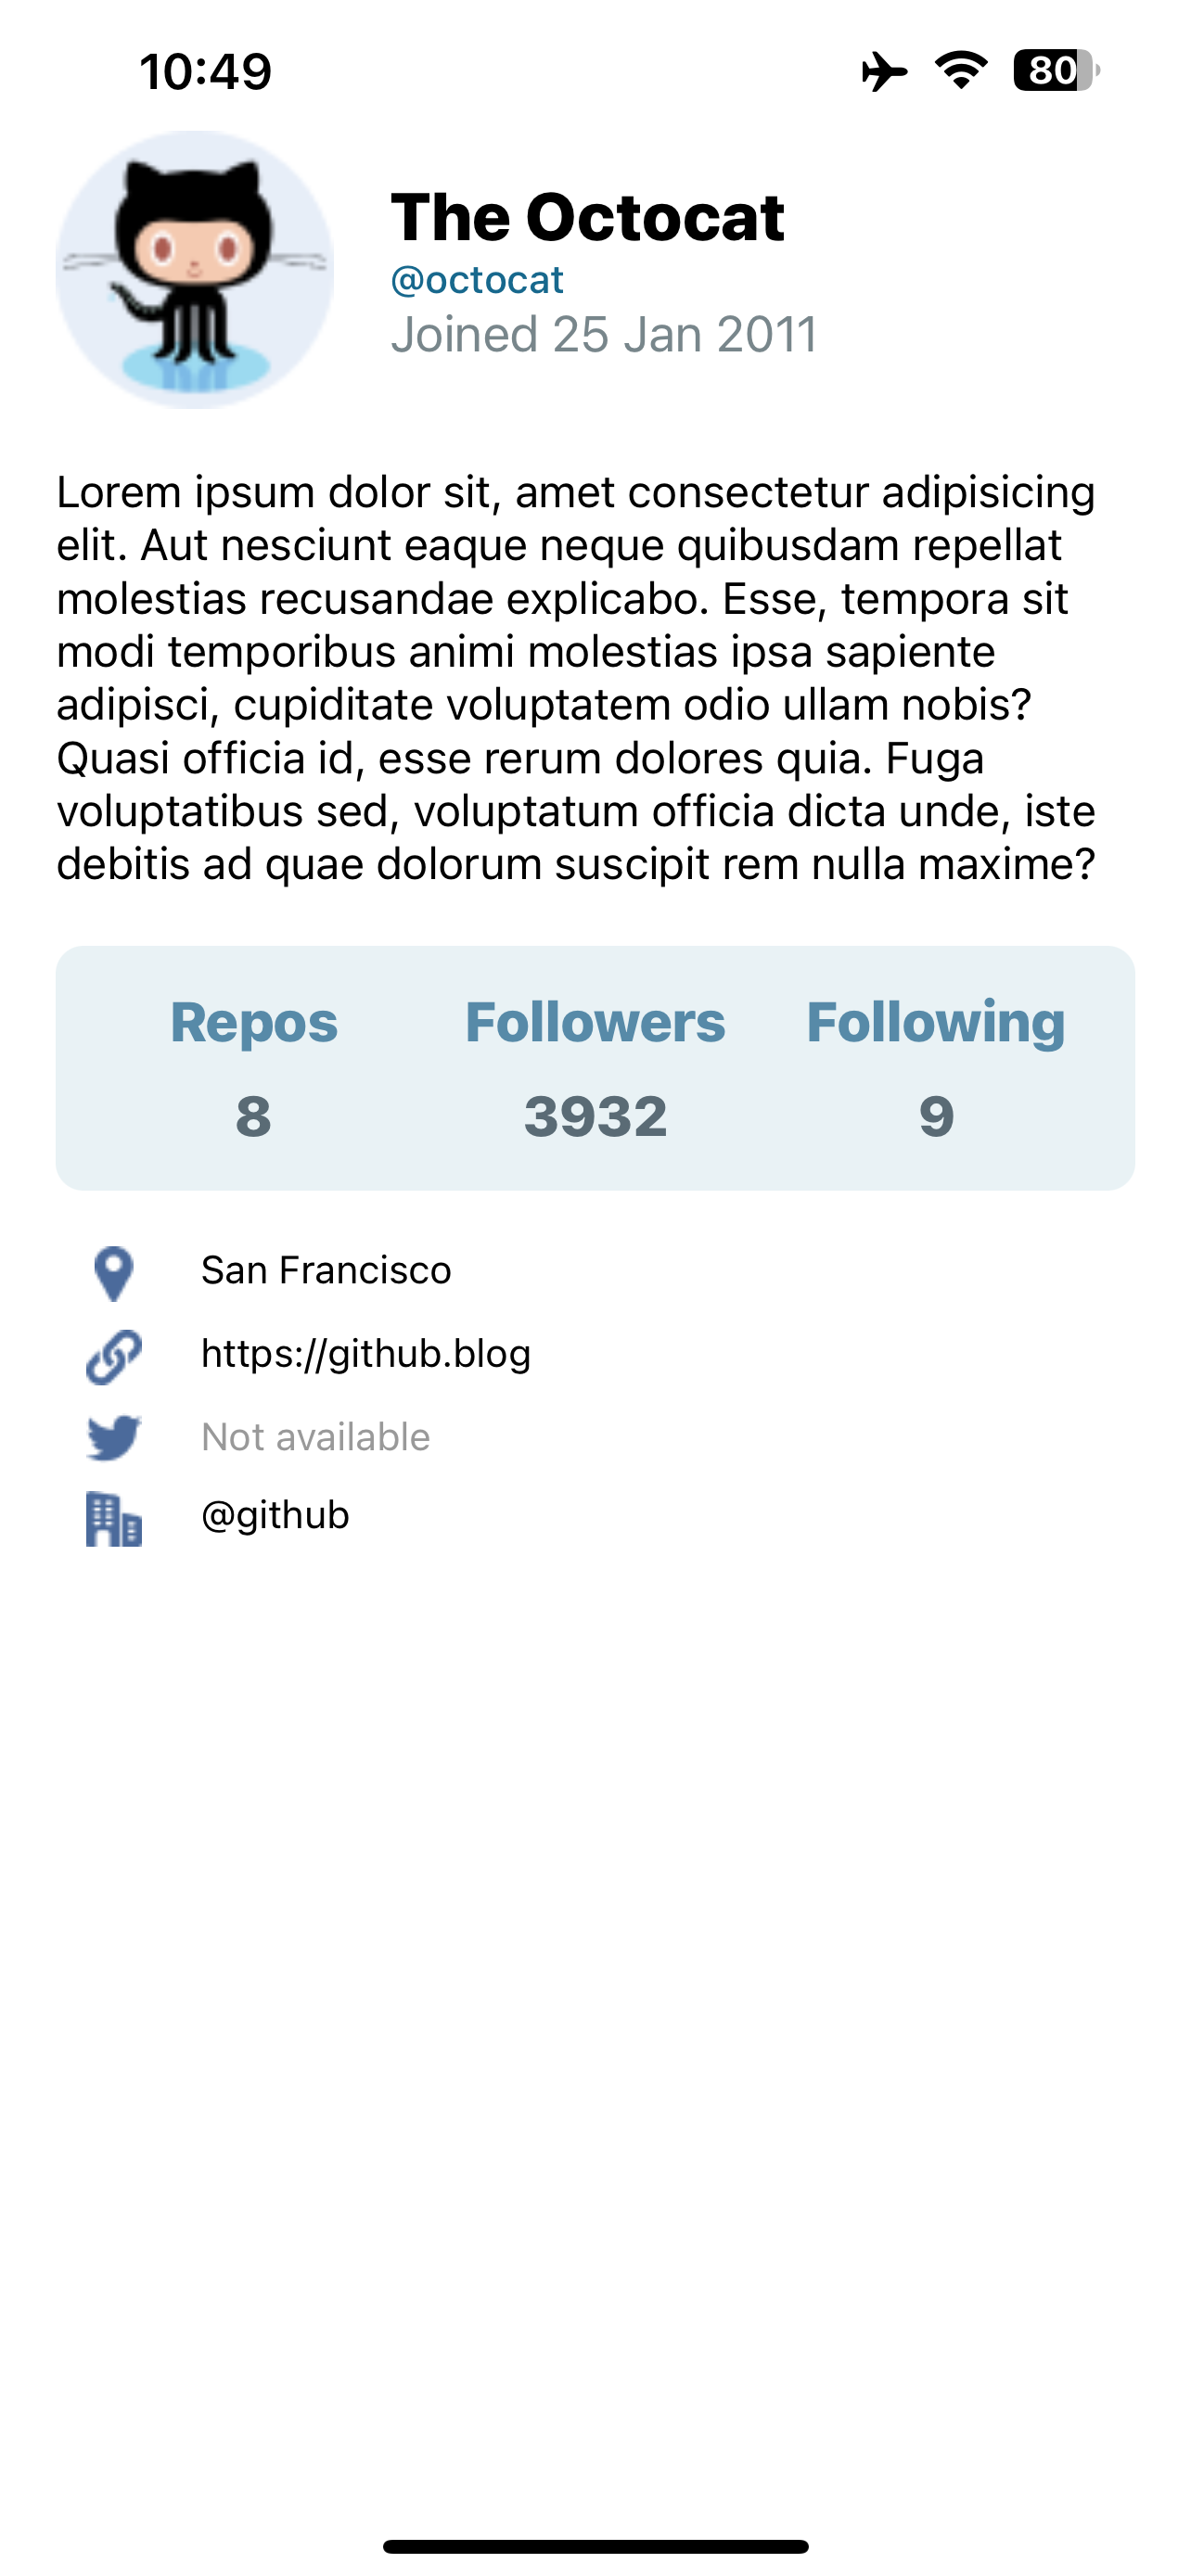 10:49
80
The Octocat
@octocat
Joined 25 Jan 2011
Lorem ipsum dolor sit, amet consectetur adipisicing
elit. Aut nesciunt eaque neque quibusdam repellat
molestias recusandae explicabo. Esse, tempora sit
modi temporibus animi molestias ipsa sapiente
adipisci, cupiditate voluptatem odio ullam nobis?
Quasi officia id, esse rerum dolores quia. Fuga
voluptatibus sed, voluptatum officia dicta unde, iste
debitis ad quae dolorum suscipit rem nulla maxime?
Repos Followers Following
8 3932 9
San Francisco
https://github.blog
Not available
@github